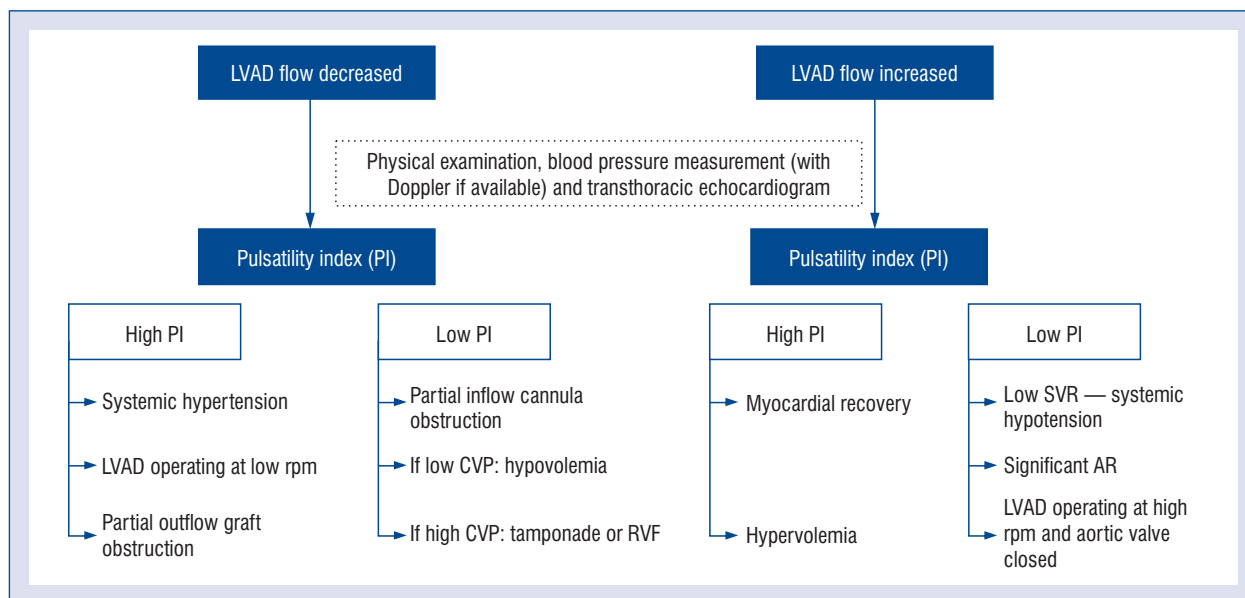 LVAD flow decreased
LVAD flow increased
Physical examination, blood pressure measurement (with
Doppler if available) and transthoracic echocardiogram
Pulsatility index (PI)
Pulsatility index (PI)
High PI
Systemic hypertension
LVAD operating at low rpm
Partial outflow graft
obstruction
Low PI
Partial inflow cannula
obstruction
If low CVP: hypovolemia
If high CVP: tamponade or RVF
High PI
Myocardial recovery
Hypervolemia
Low PI
Low SVR — systemic
hypotension
Significant AR
LVAD operating at high
rpm and aortic valve
closed